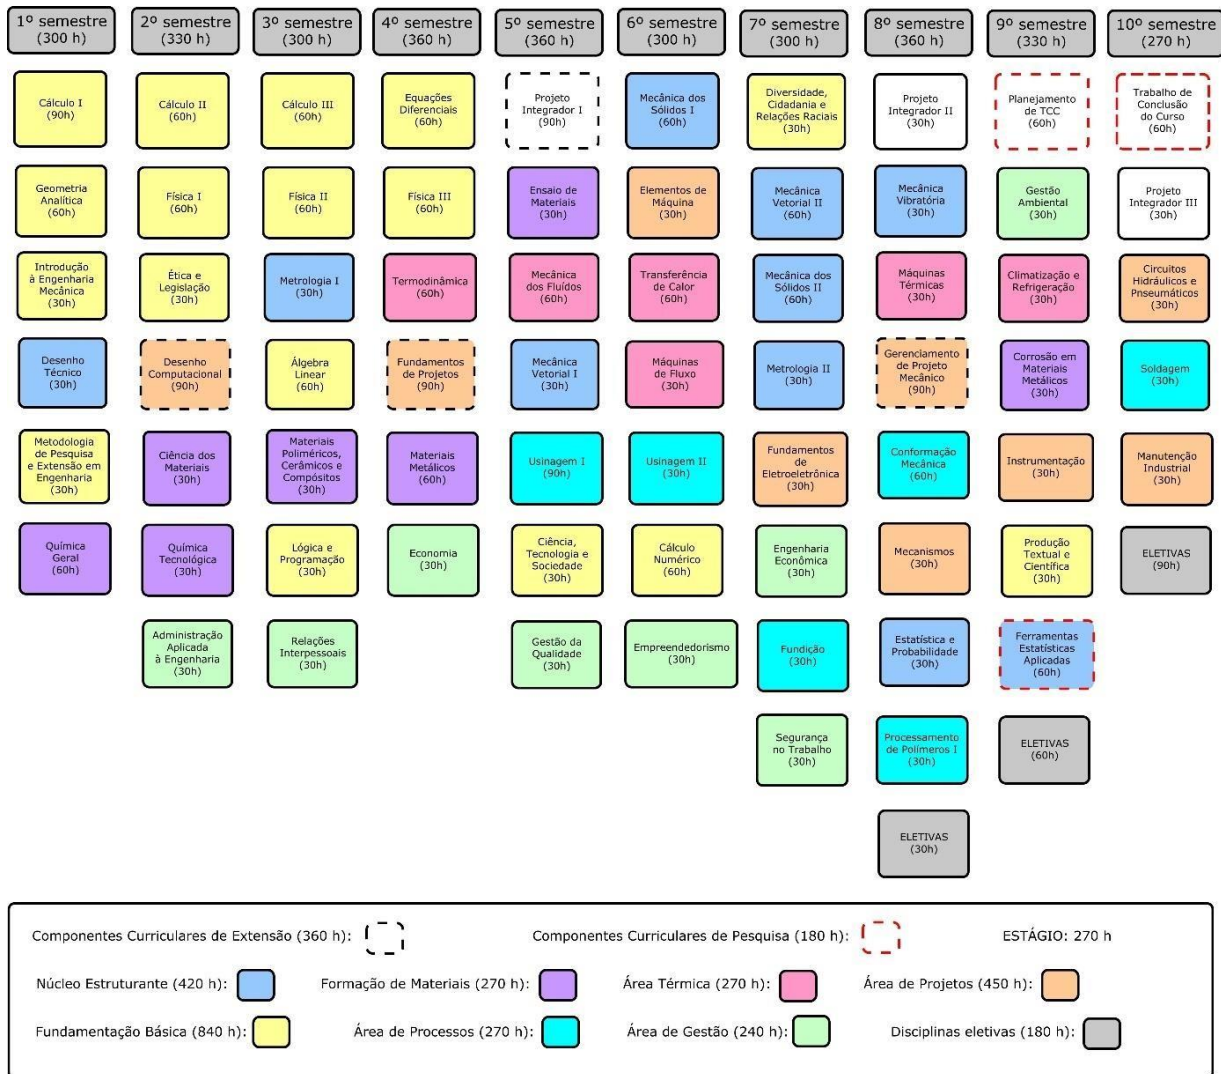 1º semestre
(300 h)
2º semestre
(330 h)
3º semestre
(300 h)
4º semestre
(360 h)
5º semestre
(360 h)
6º semestre
(300 h)
7º semestre
(300 h)
8º semestre
(360 h)
9º semestre
(330 h)
10º semestre
(270 h)
Cálculo I
(90h)
Cálculo II
(60h)
Cálculo III
(60h)
Equações
Diferenciais
(60h)
Projeto
Integrador I
(90h)
Mecânica dos
Sólidos I
(60h)
Diversidade,
Cidadania e
Relações Raciais
(30h)
Projeto
Integrador II
(30h)
Planejamento
de TCC
(60h)
Trabalho de
Conclusão
do Curso
(60h)
Geometria
Analítica
(60h)
Física I
(60h)
Física II
(60h)
Física III
(60h)
Ensaio de
Materiais
(30h)
Elementos de
Máquina
(30h)
Mecânica
Vetorial II
(60h)
Mecânica
Vibratória
(30h)
Gestão
Ambiental
(30h)
Projeto
Integrador III
(30h)
Introdução
à Engenharia
Mecânica
(30h)
Ética e
Legislação
(30h)
Metrologia I
(30h)
Termodinâmica
(60h)
Mecânica
dos Fluídos
(60h)
Transferência
de Calor
(60h)
Mecânica dos
Sólidos II
(60h)
Máquinas
Térmicas
(30h)
Climatização e
Refrigeração
(30h)
Circuitos
Hidráulicos e
Pnseumáticos
(30h)
Desenho
Técnico
(30h)
Desenho
Computacional
(90h)
Álgebra
Linear
(60h)
Fundamentos
de Projetos
(90h)
Mecânica
Vetorial I
(30h)
Máquinas
de Fluxo
(30h)
Metrologia II
(30h)
Gerenciamento
de Projeto
Mecânico
(90h)
Corrosão em
Materiais
Metálicos
(30h)
Soldagem
(30h)
Metodologia
de Pesquisa
e Extensão em
Engenharia
(30h)
Ciência dos
Materiais
(30h)
Materiais
Poliméricos,
Cerâmicos e
Compósitos
(30h)
Materiais
Metálicos
(60h)
Usinagem I
(90h)
Usinagem II
(30h)
Fundamentos
de
Eletroeletrônica
(30h)
Conformação
Mecânica
(60h)
Instrumentação
(30h)
Manutenção
Industrial
(30h)
Química
Geral
(60h)
Química
Tecnológica
(30h)
Lógica e
Programação
(30h)
Economia
(30h)
Ciência,
Tecnologia e
Sociedade
(30h)
Cálculo
Numérico
(60h)
Engenharia
Econômica
(30h)
Mecanismos
(30h)
Produção
Textual e
Científica
(30h)
ELETIVAS
(90h)
Administração
Aplicada
à Engenharia
(30h)
Relações
Interpessoais
(30h)
Gestão da
Qualidade
(30h)
Empreendedorismo
(30h)
Fundição
(30h)
Estatística e
Probabilidade
(30h)
Ferramentas
Estatísticas
Aplicadas
(60h)
Segurança
no Trabalho
(30h)
Processamento
de Polímeros I
(30h)
ELETIVAS
(60h)
ELETIVAS
(30h)
Componentes Curriculares de Extensão (360 h):
Componentes Curriculares de Pesquisa (180 h):
ESTÁGIO: 270 h
Núcleo Estruturante (420 h):
Formação de Materiais (270 h):
Área Térmica (270 h):
Área de Projetos (450 h):
Fundamentação Básica (840 h):
Área de Processos (270 h):
Área de Gestão (240 h):
Disciplinas eletivas (180 h):